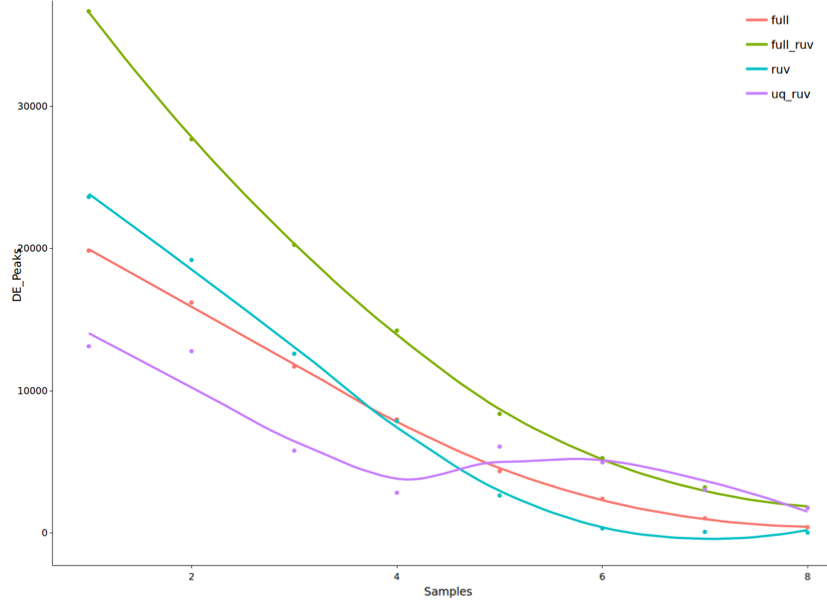 full
full_ruv
ruv
uq_ruv
30000
20000
10000
0
DE_Peaks
2
4
6
8
Samples